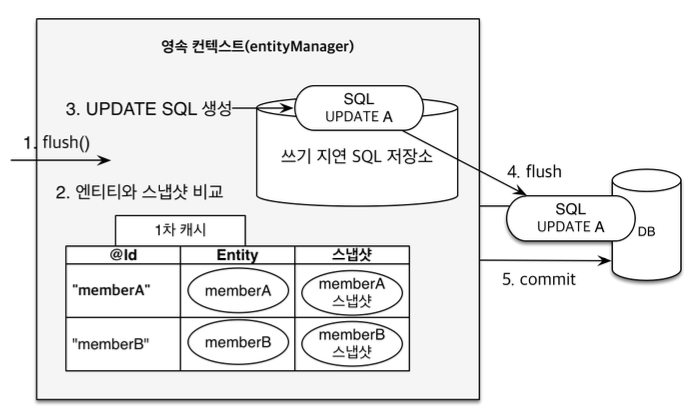 영속 컨텍스트(entityManager)
3. UPDATE SQL 생성
SQL
UPDATE A
1. flush()
쓰기 지연 SQL 저장소
4. flush
2. 엔티티와 스냅샷 비교
SQL
UPDATE A
DB
1차 캐시
@Id Entity 스냅샷
5. commit
"memberA" memberA memberA
스냅샷
"memberB" memberB memberB
스냅샷